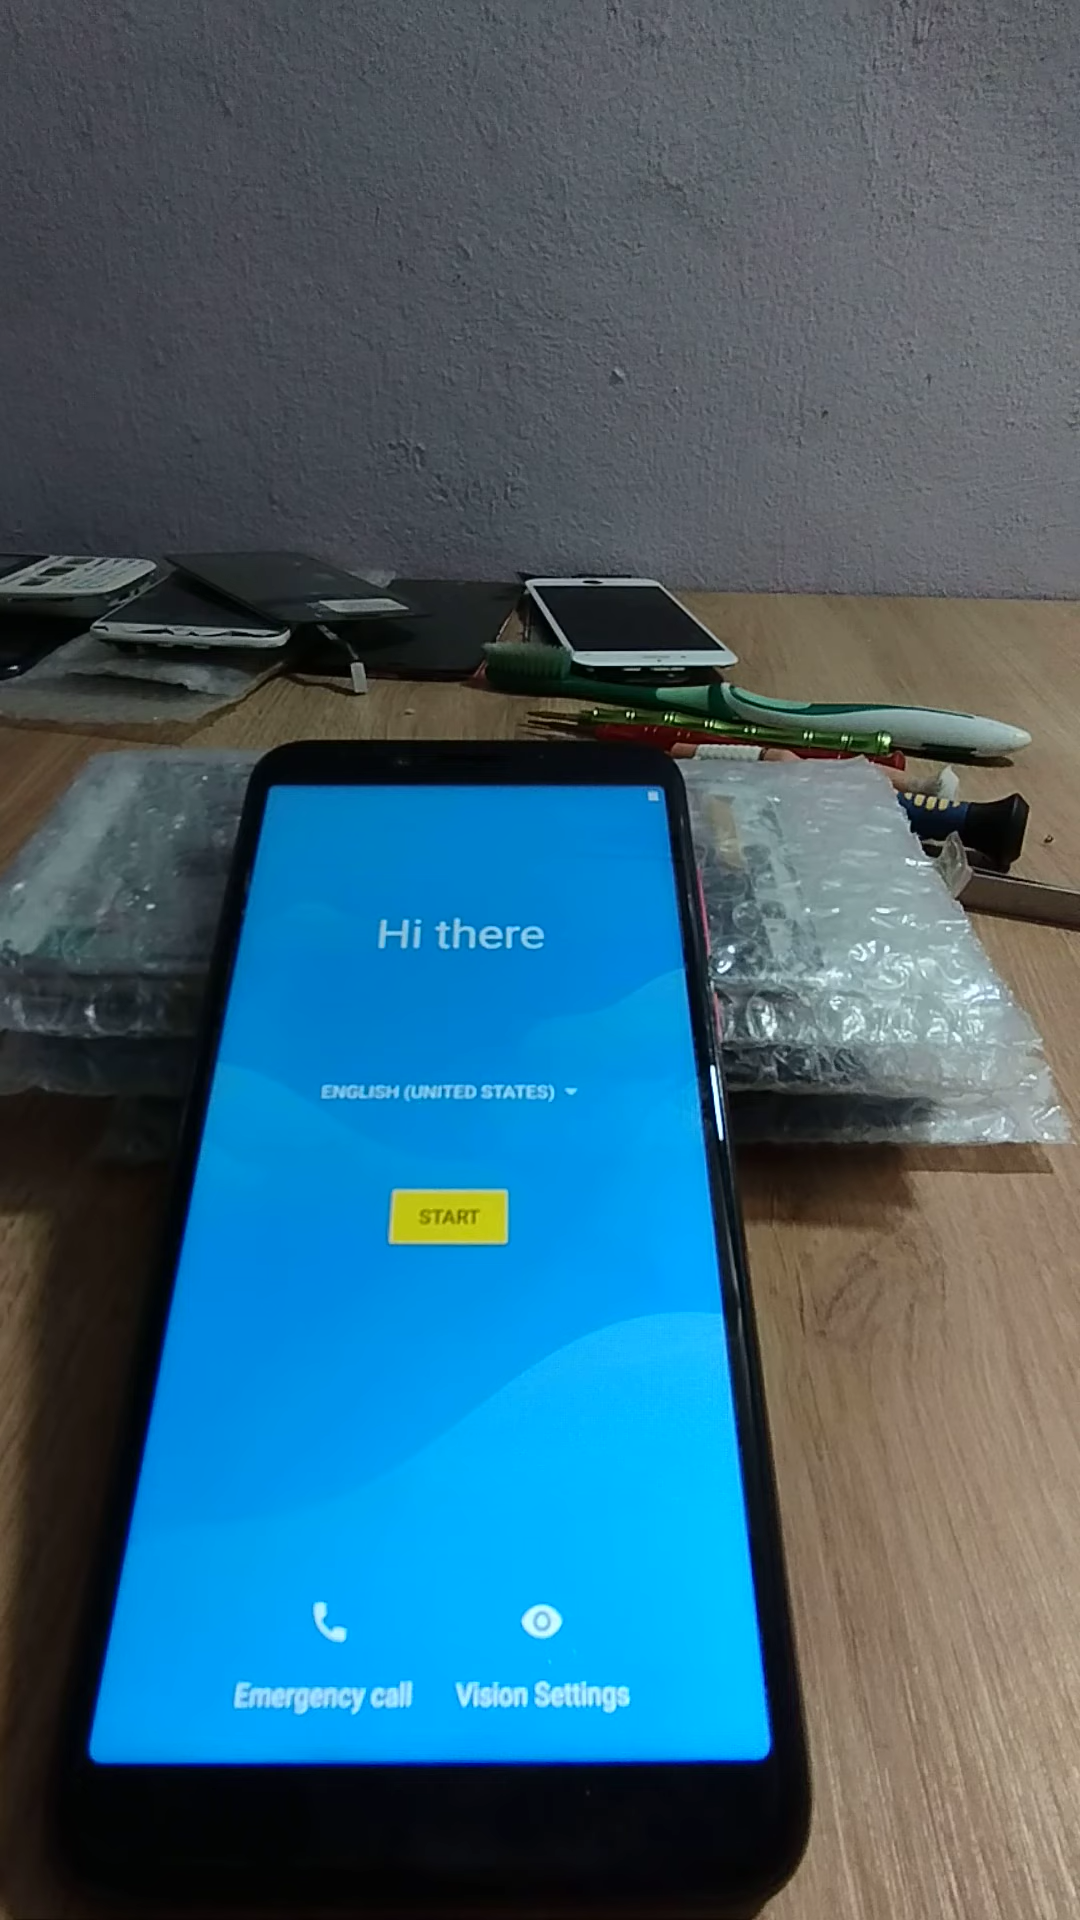 Hi there
ENGLISH (UNITED STATES)
START
Emergency call
Vision Settings